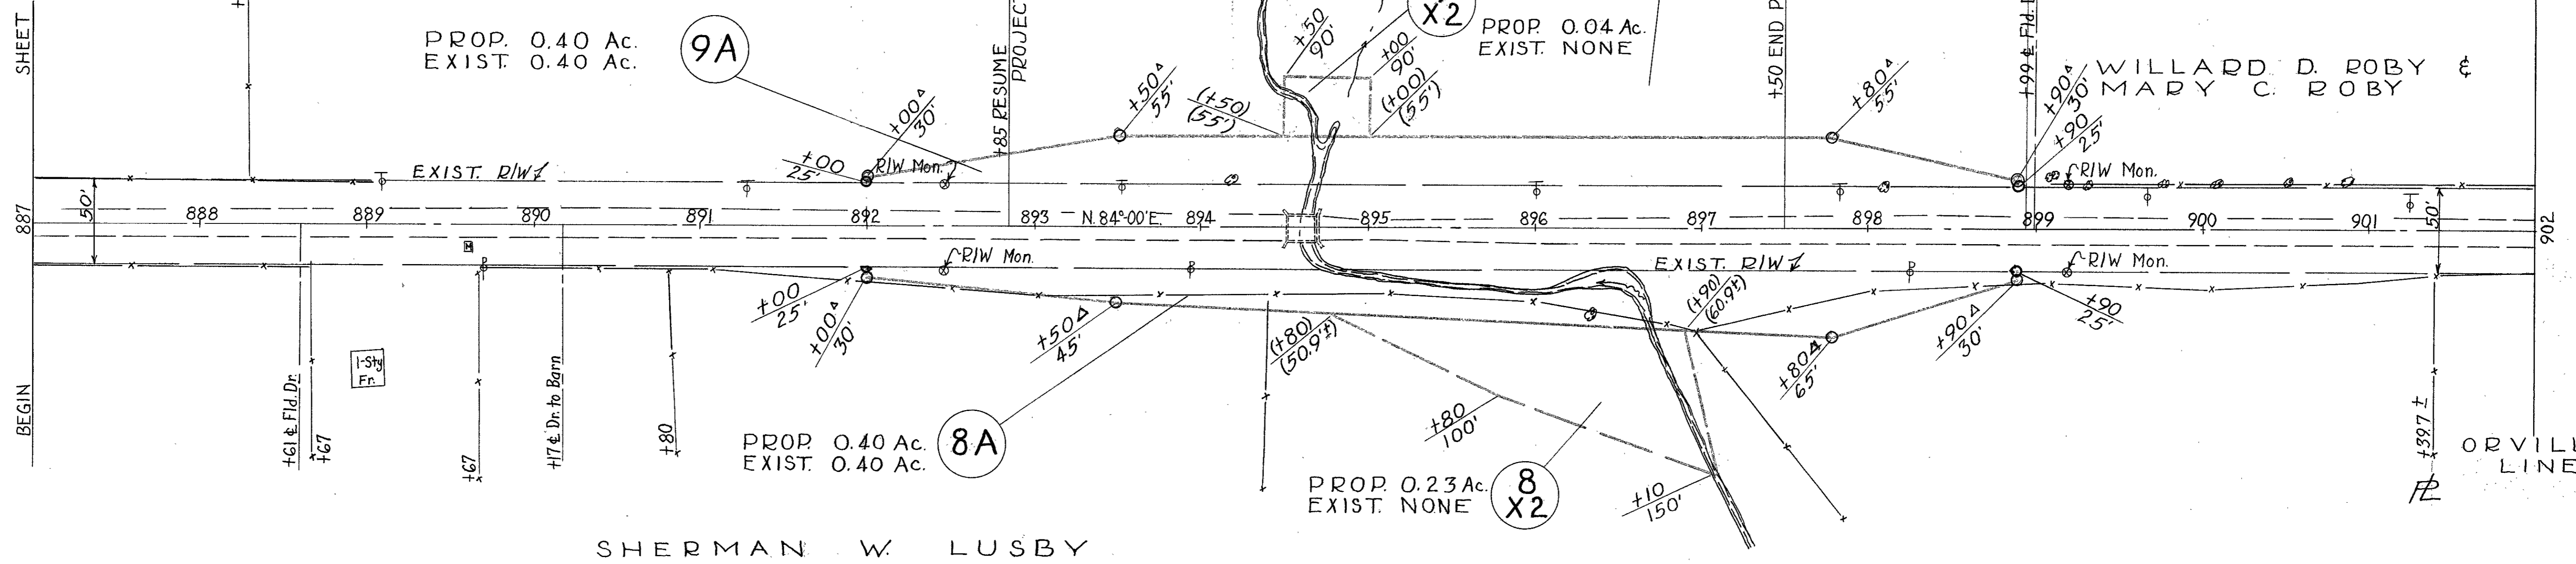 SHEET
887
BEGIN
PROP. 0.40 Ac.
EXIST. 0.40 Ac.
9A
+85 RESUME
PROJEC
+50
90'
X2
PROP. 0.04 Ac.
EXIST. NONE
+00
90'
+50 END P
+99 ℄ Fld.
WILLARD D. ROBY &
MARY C. ROBY
+00Δ
30'
+50Δ
55'
(+50)
(55')
(+00)
(55')
+80Δ
55'
+90Δ
30'
+90
25'
+00
25'
R/W Mon.
EXIST. R/W
R/W Mon.
50'
888
889
890
891
892
893
N. 84°-00'E.
894
895
896
897
898
899
900
901
902
50'
M
P
R/W Mon.
EXIST. R/W
P
R/W Mon.
+00
25'
+00Δ
30'
+50Δ
45'
(+80)
(50.9'±)
(+90)
(60.9±)
+80Δ
65'
+90Δ
30'
+90
25'
1-Sty
Fr.
+61 ℄ Fld. Dr.
+67
+67
+17 ℄ Dr. to Barn
+80
PROP. 0.40 Ac.
EXIST. 0.40 Ac.
8A
+80
100'
PROP. 0.23 Ac.
EXIST. NONE
8
X2
+10
150'
+39.7 ±
PL
ORVILL
LINE
SHERMAN W. LUSBY